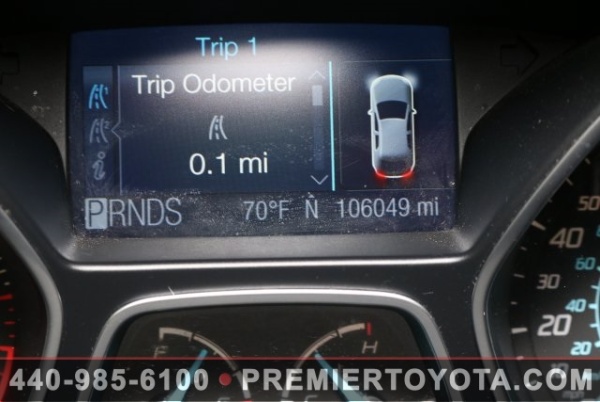 Trip 1
Trip Odometer
0.1 mi
PRNDS 70°F N 106049 mi
50
40
60
30
40
20
20
F H
440-985-6100 • PREMIERTOYOTA.COM